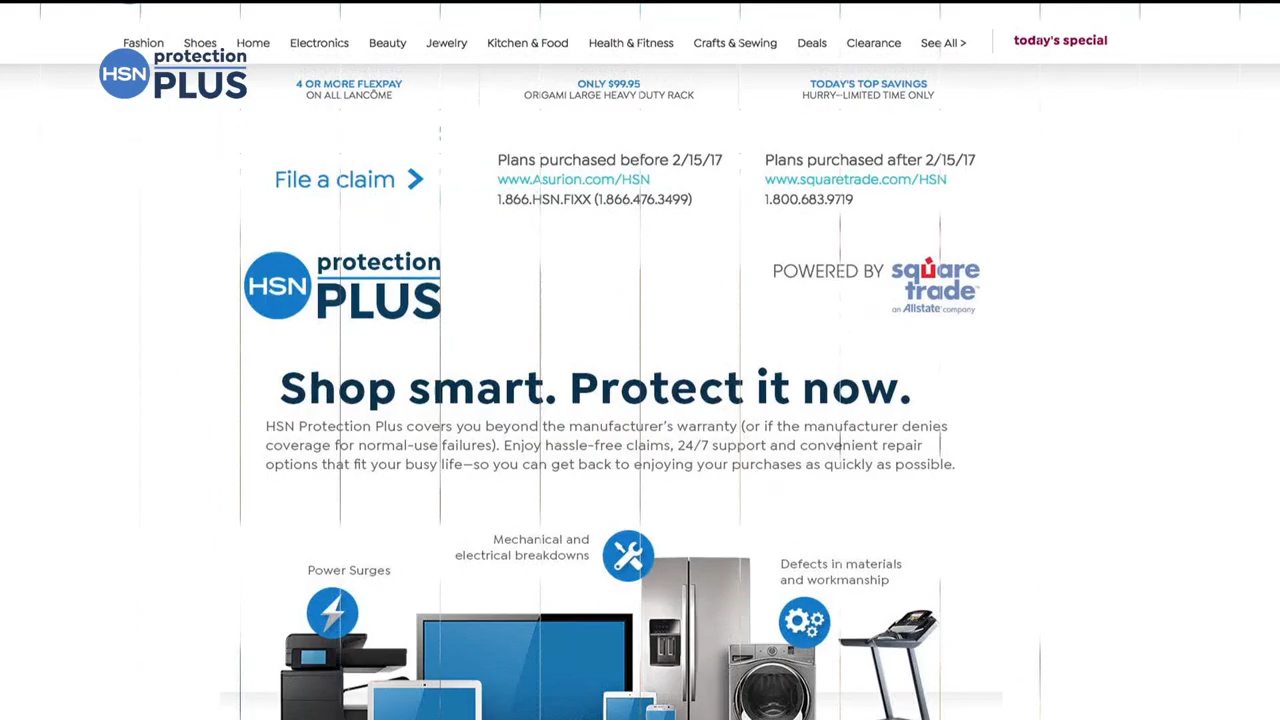 Fashion Shoes Home Electronics Beauty Jewelry Kitchen & Food Health & Fitness Crafts & Sewing Deals Clearance See All > today's special
HSN protection PLUS
4 OR MORE FLEXPAY ONLY $99.95 TODAY'S TOP SAVINGS
ON ALL LANCÔME ORIGAMI LARGE HEAVY DUTY RACK HURRY—LIMITED TIME ONLY
File a claim
Plans purchased before 2/15/17
www.Asurion.com/HSN
1.866.HSN.FIXX (1.866.476.3499)
Plans purchased after 2/15/17
www.squaretrade.com/HSN
1.800.683.9719
HSN protection PLUS
POWERED BY square trade
an Allstate company
Shop smart. Protect it now.
HSN Protection Plus covers you beyond the manufacturer's warranty (or if the manufacturer denies
coverage for normal-use failures). Enjoy hassle-free claims, 24/7 support and convenient repair
options that fit your busy life—so you can get back to enjoying your purchases as quickly as possible.
Mechanical and
electrical breakdowns
Power Surges
Defects in materials
and workmanship